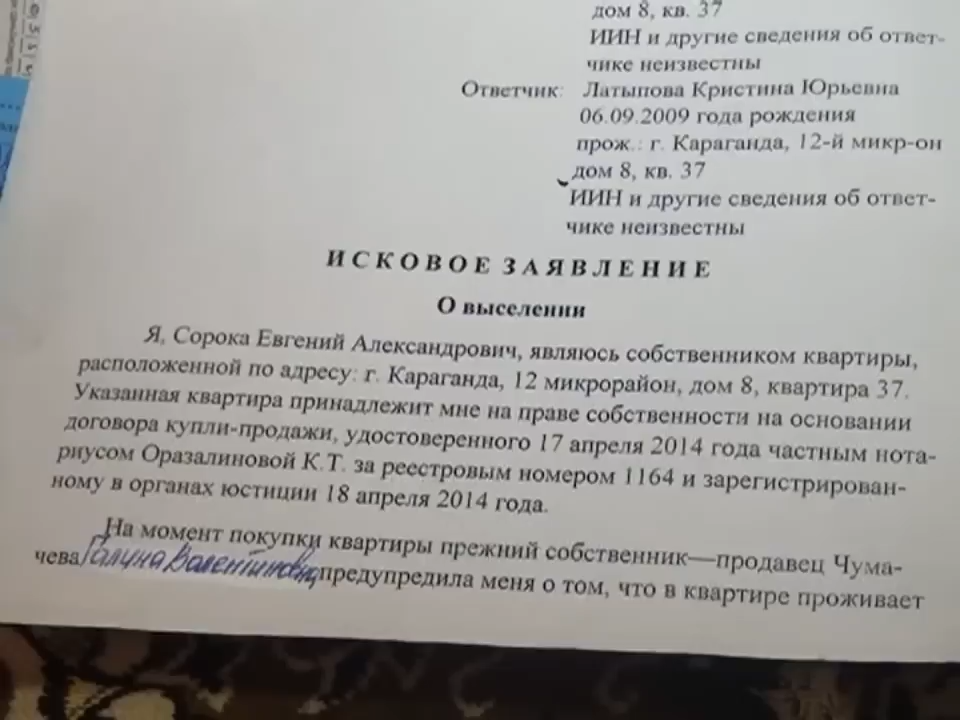 дом 8, кв. 37
ИИН и другие сведения об ответ-
чике неизвестны
Ответчик: Латыпова Кристина Юрьевна
06.09.2009 года рождения
прож.: г. Караганда, 12-й микр-он
дом 8, кв. 37
ИИН и другие сведения об ответ-
чике неизвестны
ИСКОВОЕ ЗАЯВЛЕНИЕ
О выселении
Я, Сорока Евгений Александрович, являюсь собственником квартиры,
расположенной по адресу: г. Караганда, 12 микрорайон, дом 8, квартира 37.
Указанная квартира принадлежит мне на праве собственности на основании
договора купли-продажи, удостоверенного 17 апреля 2014 года частным нота-
риусом Оразалиновой К.Т. за реестровым номером 1164 и зарегистрирован-
ному в органах юстиции 18 апреля 2014 года.
На момент покупки квартиры прежний собственник—продавец Чума-
чева Галина Валентиновна предупредила меня о том, что в квартире проживает